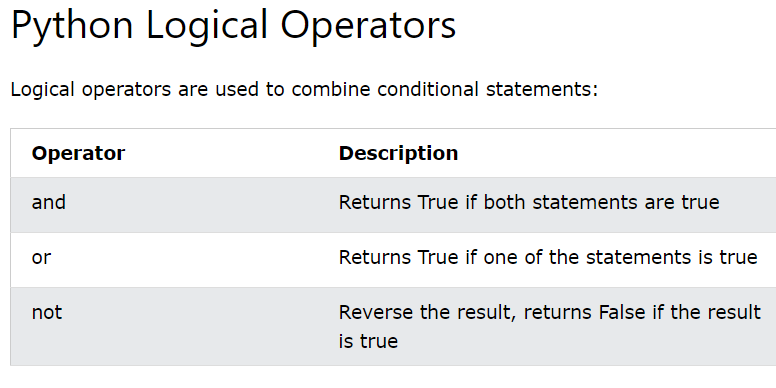 Python Logical Operators
Logical operators are used to combine conditional statements:
Operator Description
and Returns True if both statements are true
or Returns True if one of the statements is true
not Reverse the result, returns False if the result
is true